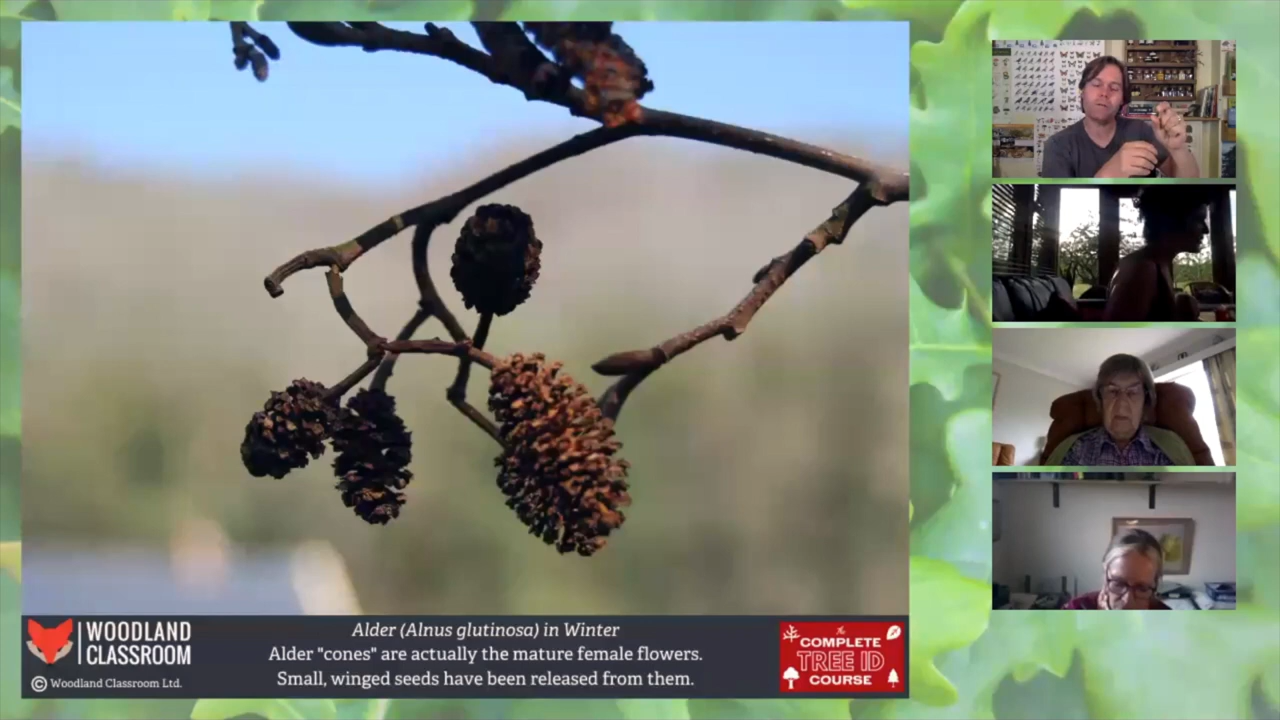 WOODLAND
CLASSROOM
© Woodland Classroom Ltd.
Alder (Alnus glutinosa) in Winter
Alder "cones" are actually the mature female flowers.
Small, winged seeds have been released from them.
The
COMPLETE
TREE ID
COURSE